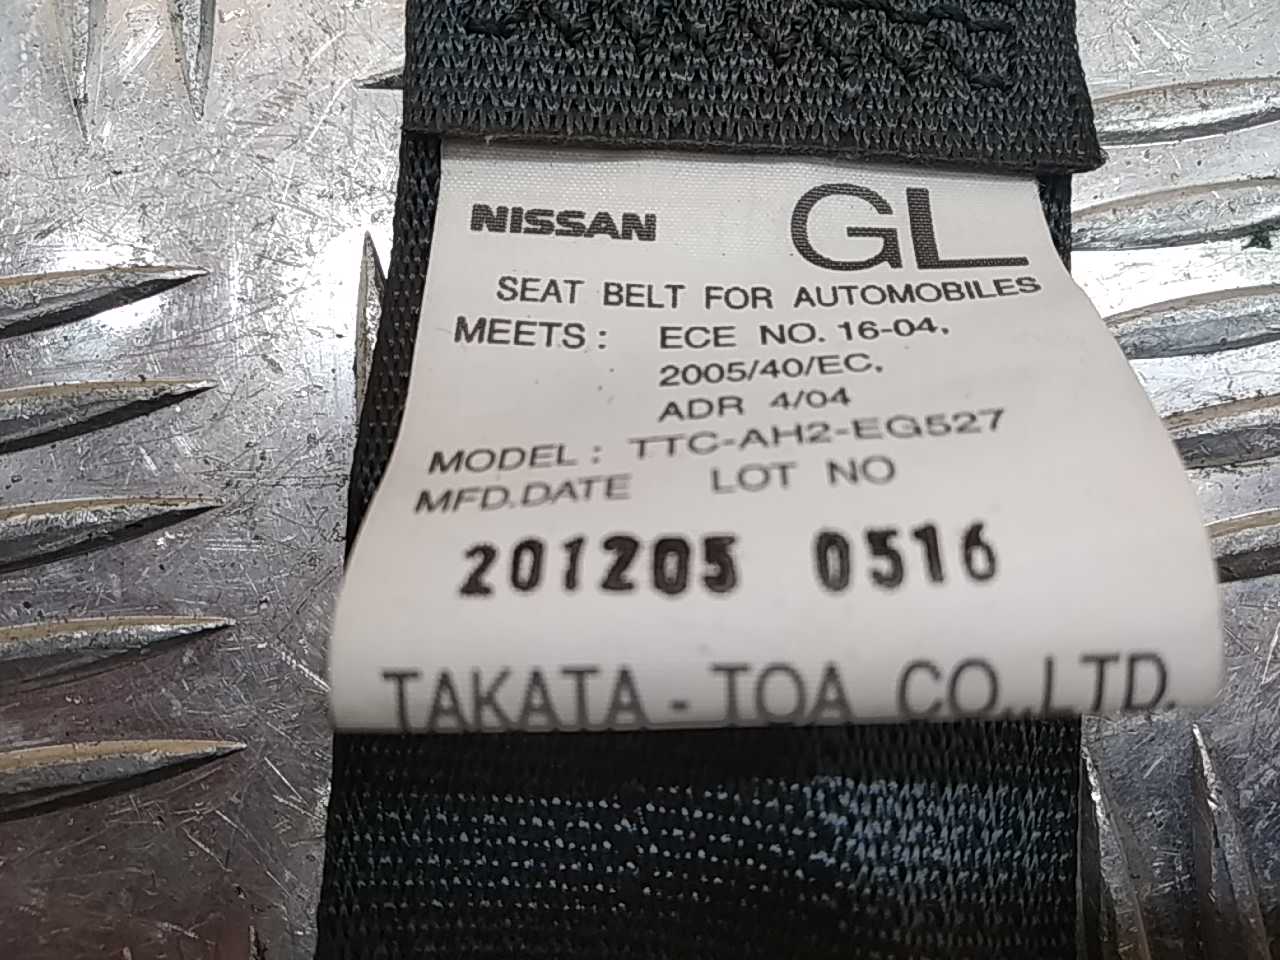 NISSAN GL
SEAT BELT FOR AUTOMOBILES
MEETS: ECE NO. 16-04,
2005/40/EC,
ADR 4/04
MODEL: TTC-AH2-EG527
MFD.DATE LOT NO
201205 0516
TAKATA - TOA CO.,LTD.